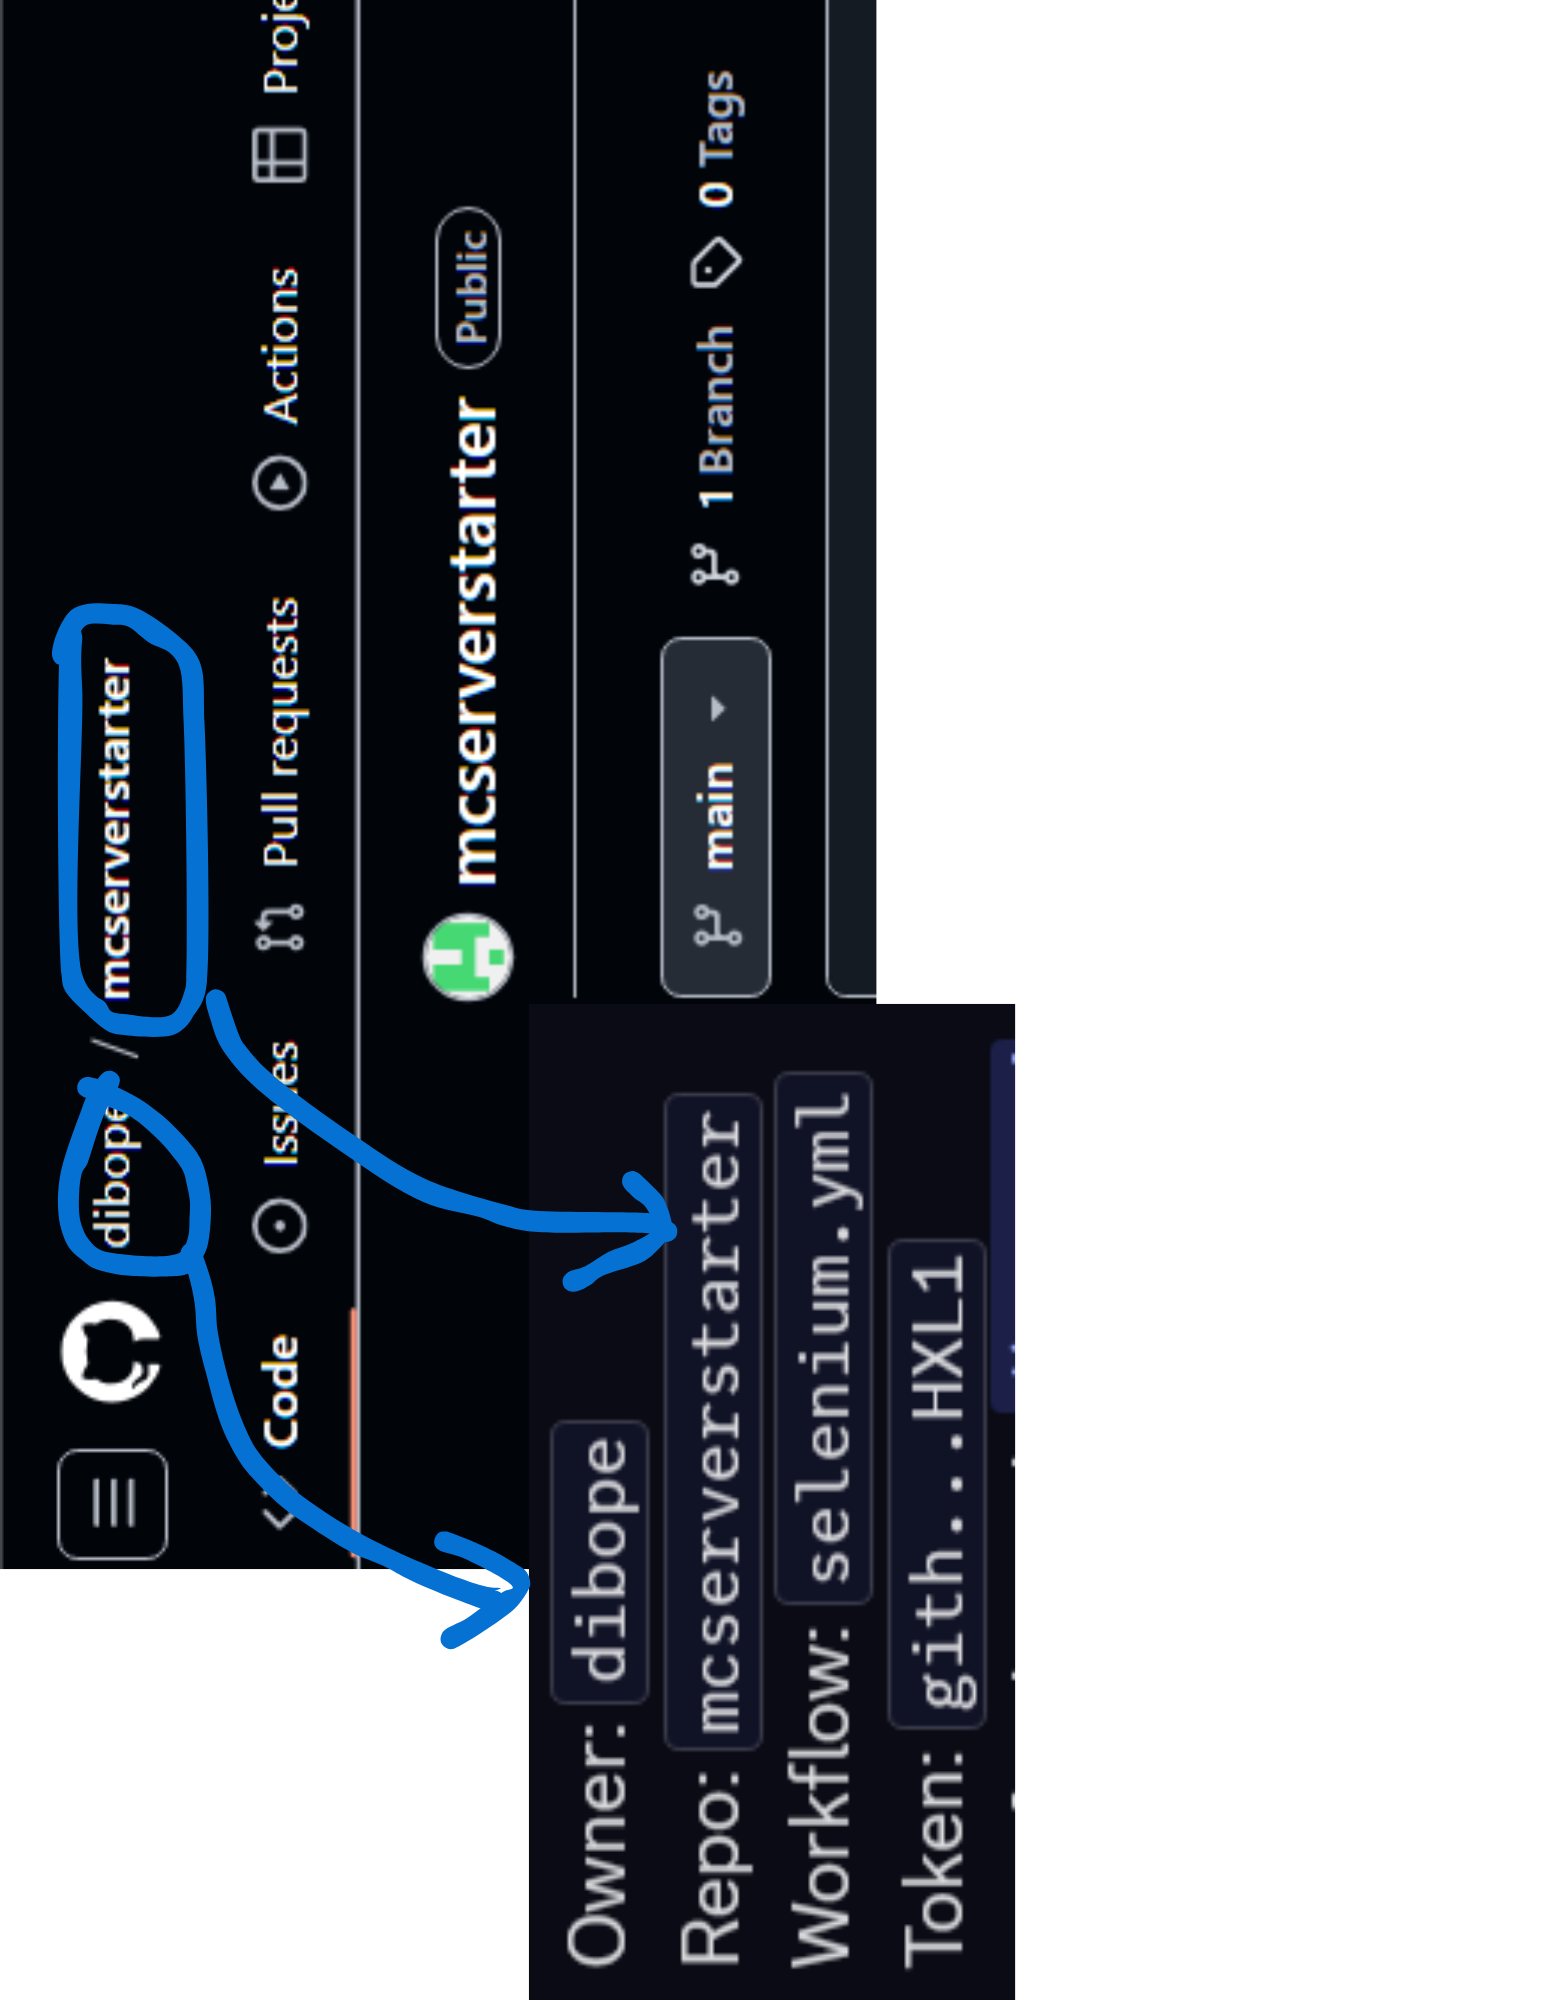 dibope / mcserverstarter
Code Issues Pull requests Actions
mcserverstarter Public
main 1 Branch 0 Tags
Owner: dibope
Repo: mcserverstarter
Workflow: selenium.yml
Token: gith...HXL1